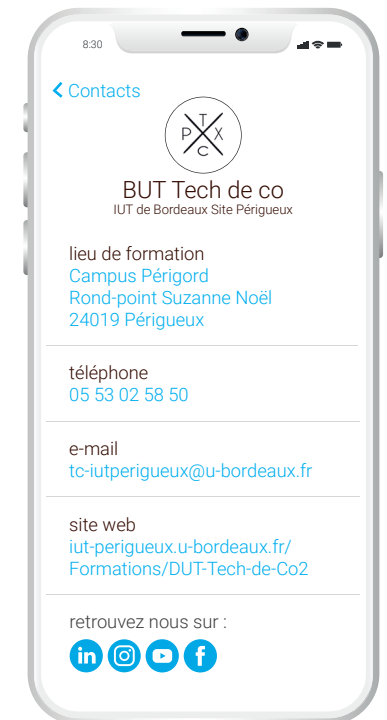 8:30
Contacts
P T X C
BUT Tech de co
IUT de Bordeaux Site Périgueux
lieu de formation
Campus Périgord
Rond-point Suzanne Noël
24019 Périgueux
téléphone
05 53 02 58 50
e-mail
tc-iutperigueux@u-bordeaux.fr
site web
iut-perigueux.u-bordeaux.fr/
Formations/DUT-Tech-de-Co2
retrouvez nous sur :
in f